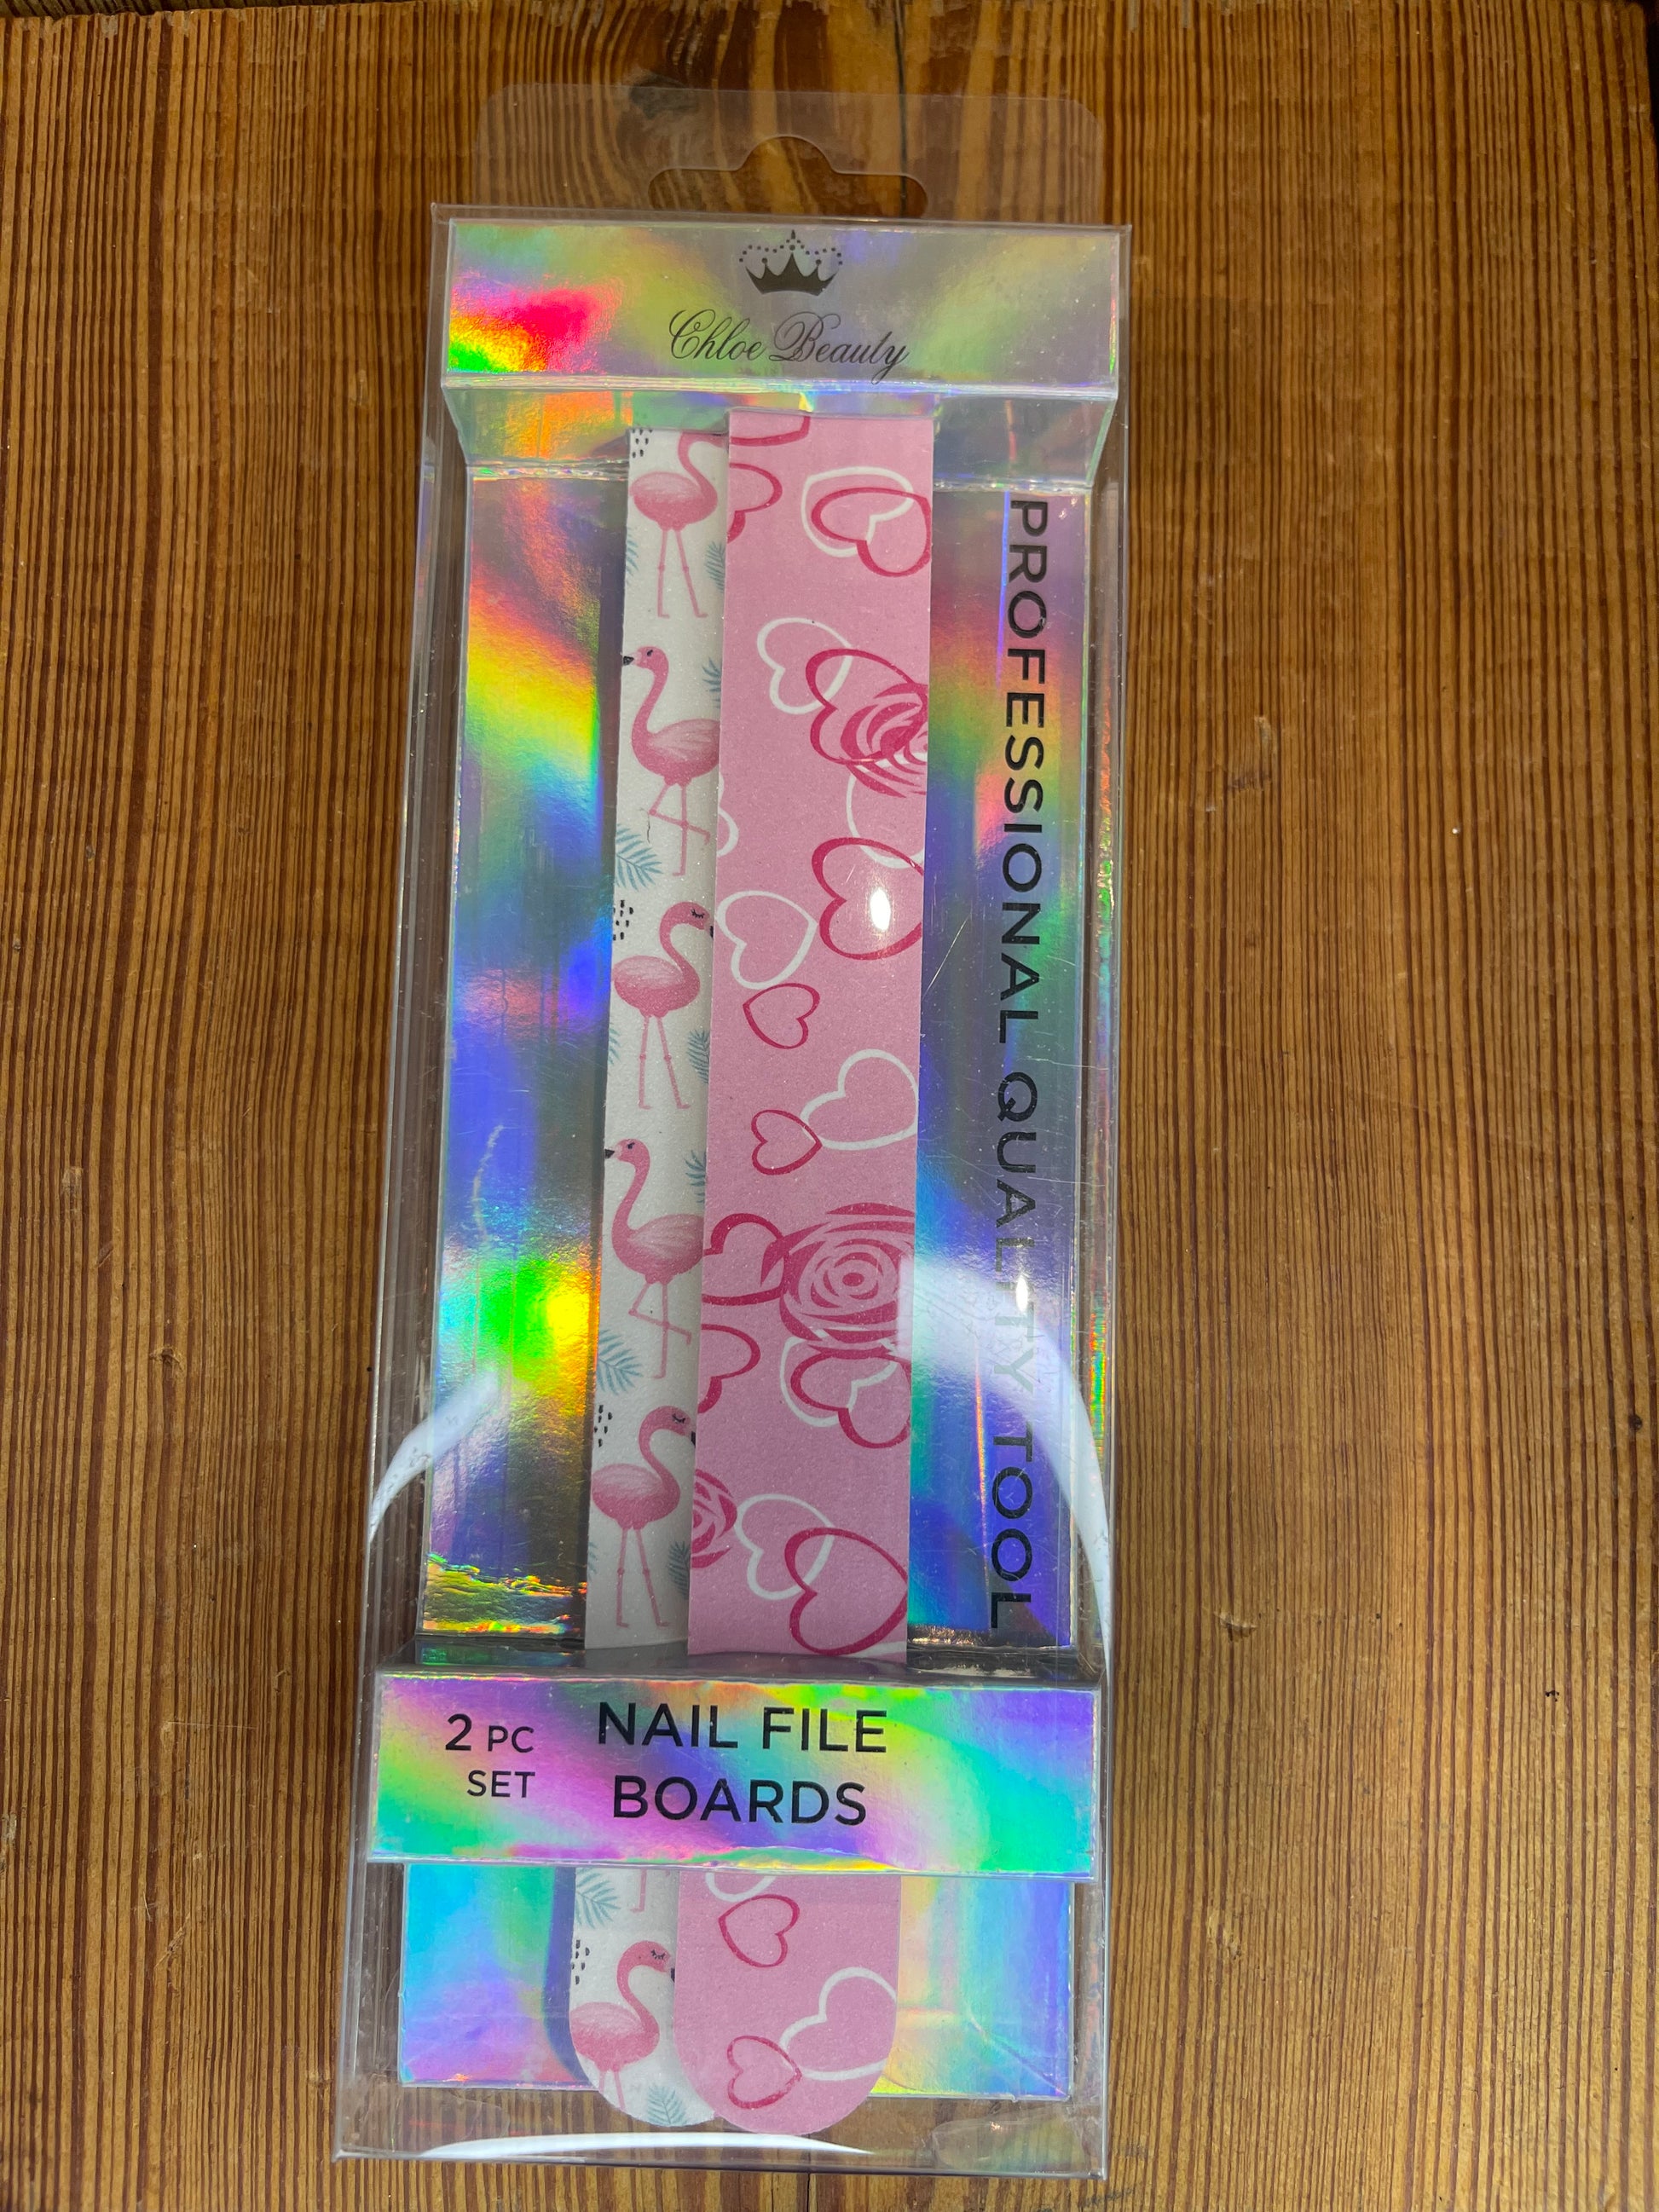 Chloe Beauty
PROFESSIONAL QUALITY TOOL
2 PC
SET
NAIL FILE
BOARDS